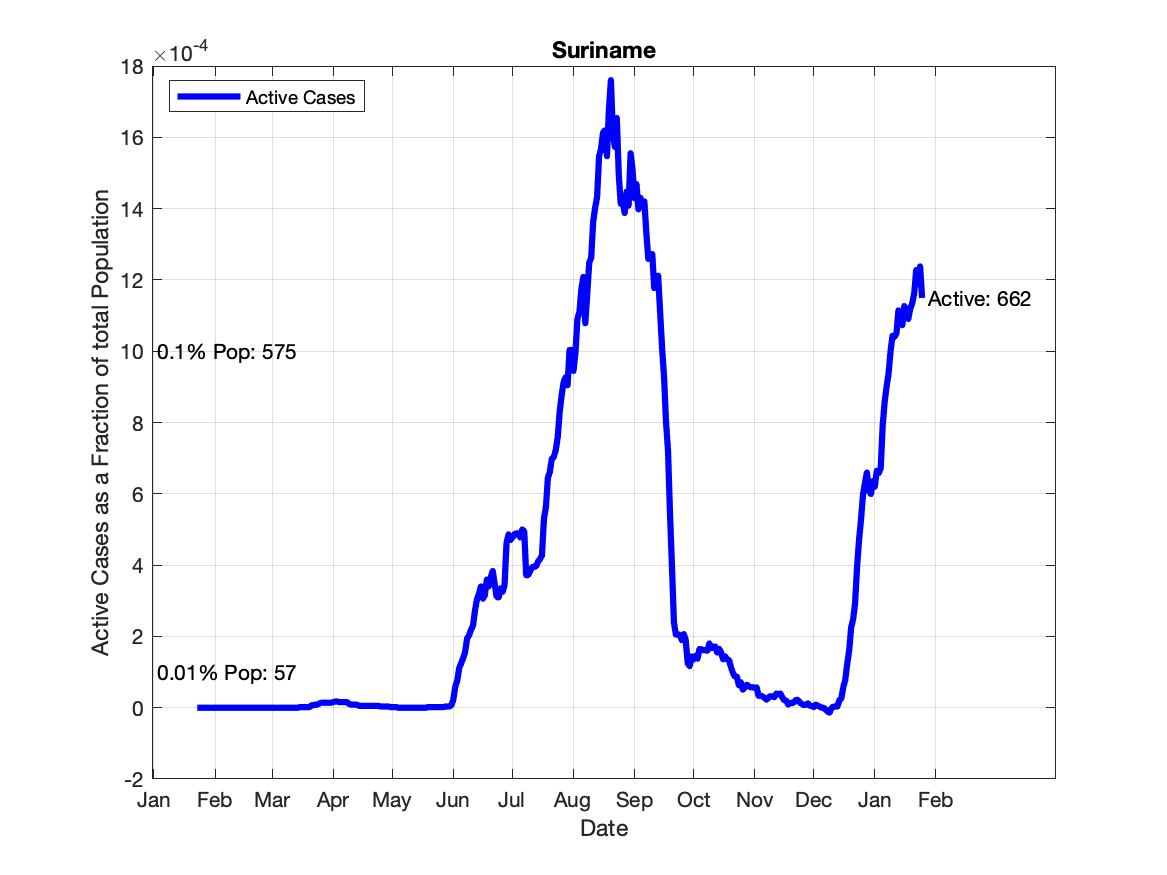 Suriname
×10⁻⁴
18
16
14
12
10
8
6
4
2
0
-2
Active Cases as a Fraction of total Population
Active Cases
0.1% Pop: 575
0.01% Pop: 57
Active: 662
Jan Feb Mar Apr May Jun Jul Aug Sep Oct Nov Dec Jan Feb
Date